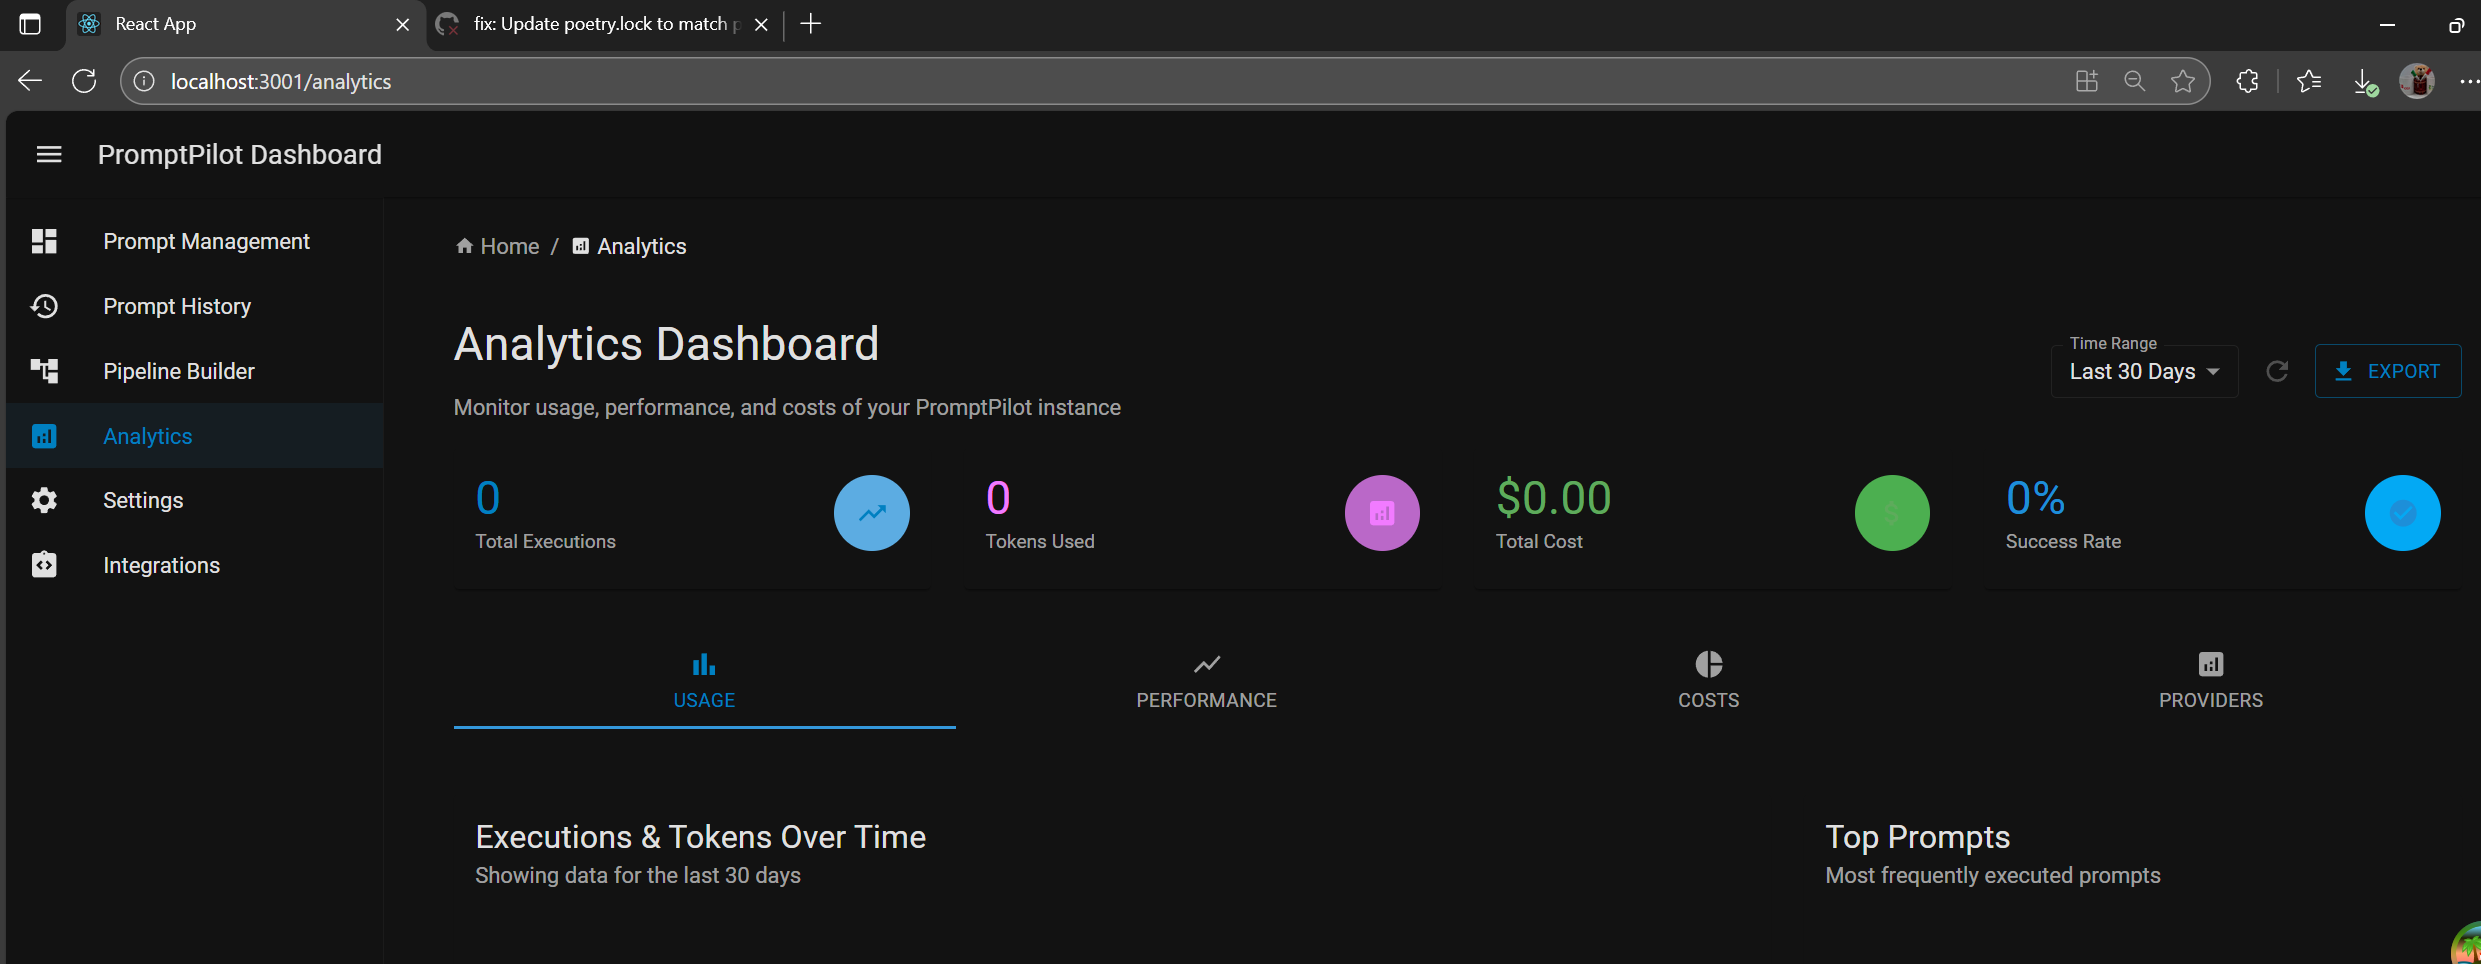 React App
fix: Update poetry.lock to match p
localhost:3001/analytics
PromptPilot Dashboard
Prompt Management
Prompt History
Pipeline Builder
Analytics
Settings
Integrations
Home / Analytics
Analytics Dashboard
Monitor usage, performance, and costs of your PromptPilot instance
Time Range
Last 30 Days
EXPORT
0
Total Executions
0
Tokens Used
$0.00
Total Cost
$
0%
Success Rate
USAGE
PERFORMANCE
COSTS
PROVIDERS
Executions & Tokens Over Time
Showing data for the last 30 days
Top Prompts
Most frequently executed prompts